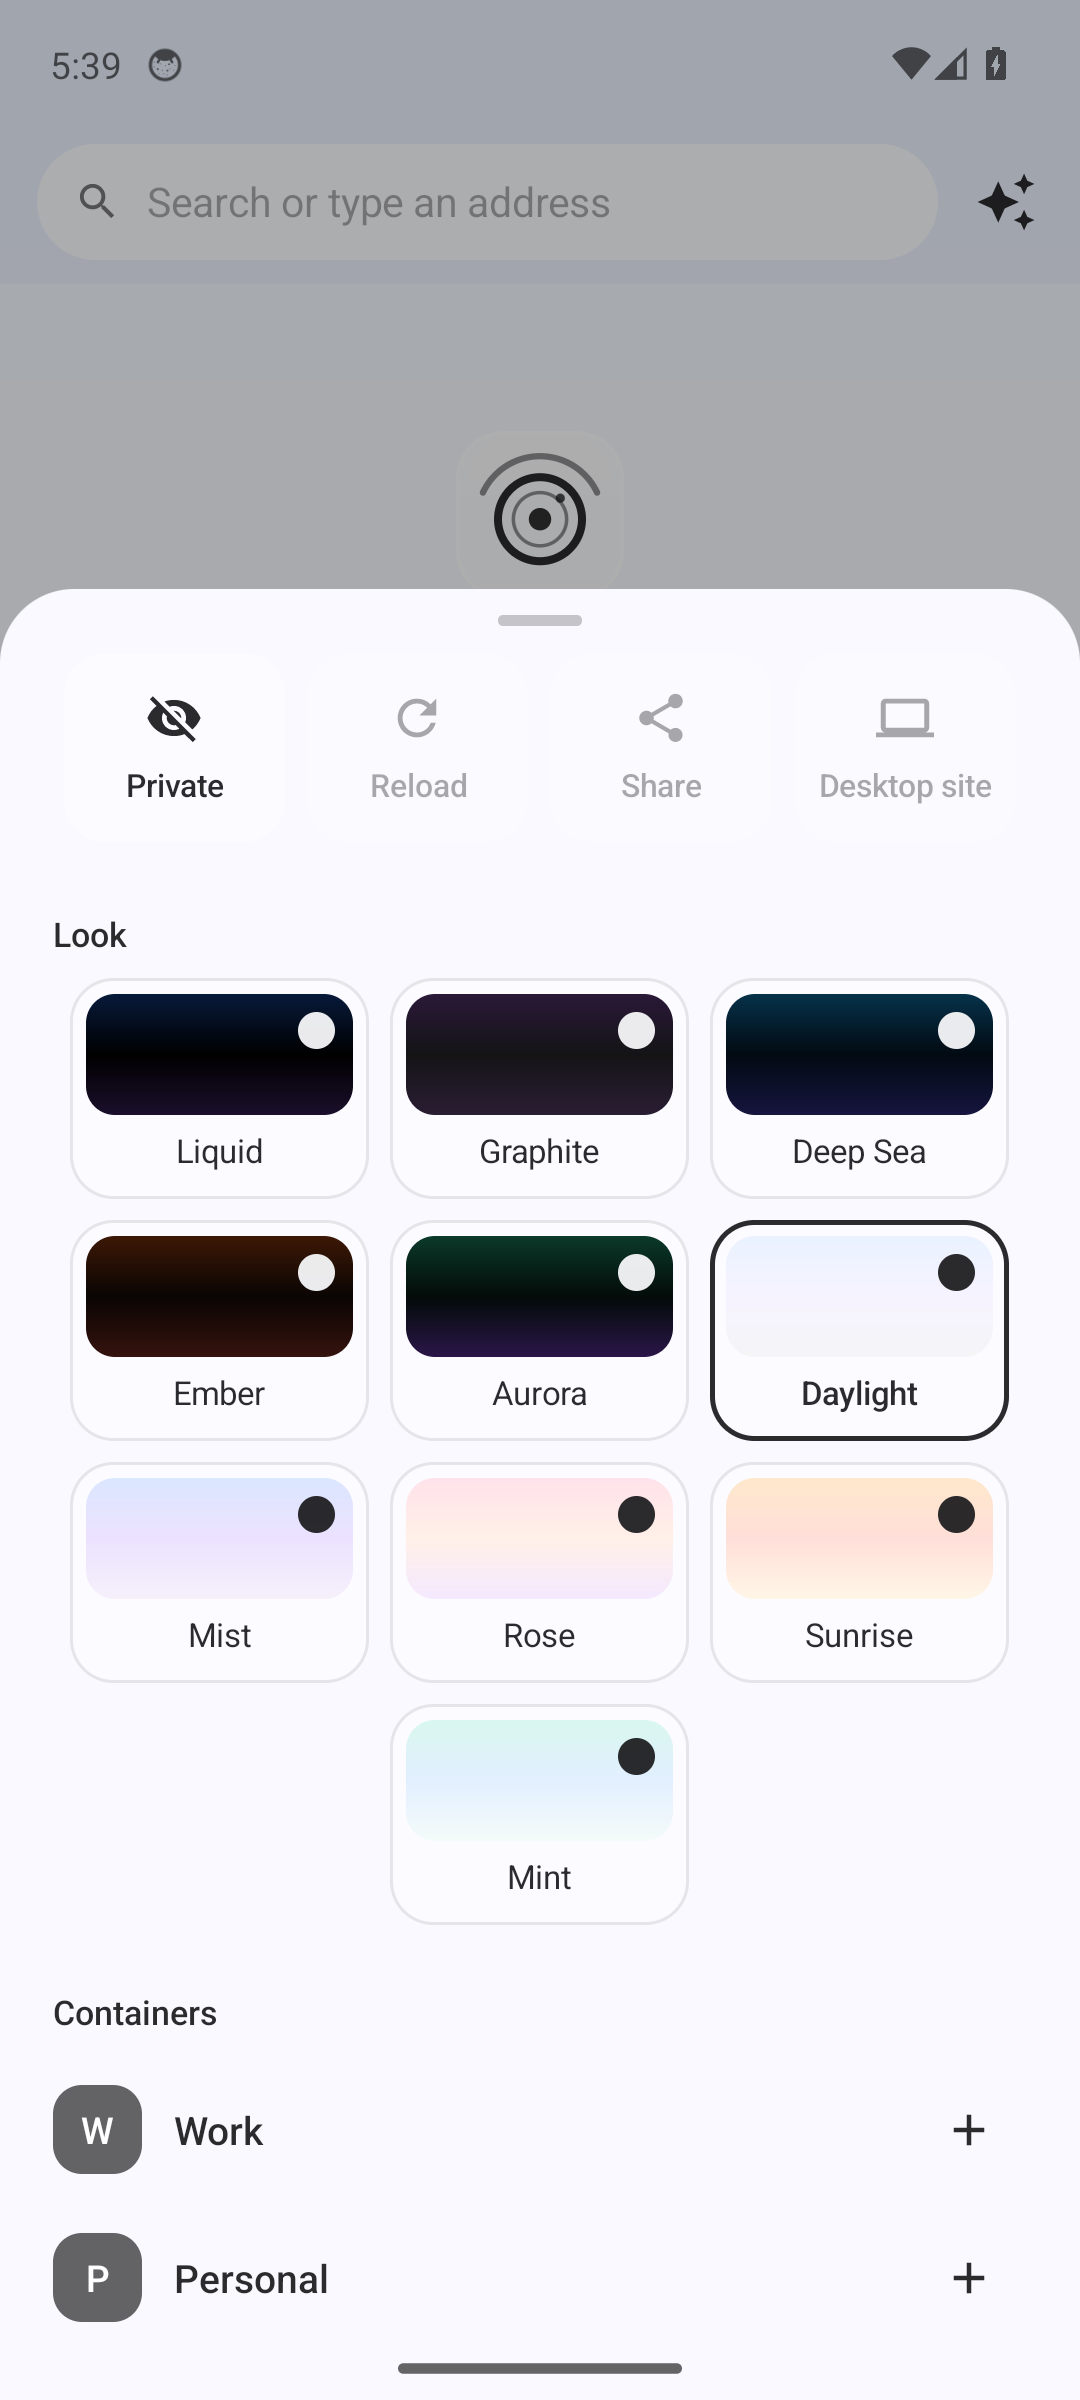 5:39
Search or type an address
Private
Reload
Share
Desktop site
Look
Liquid
Graphite
Deep Sea
Ember
Aurora
Daylight
Mist
Rose
Sunrise
Mint
Containers
W
Work
P
Personal